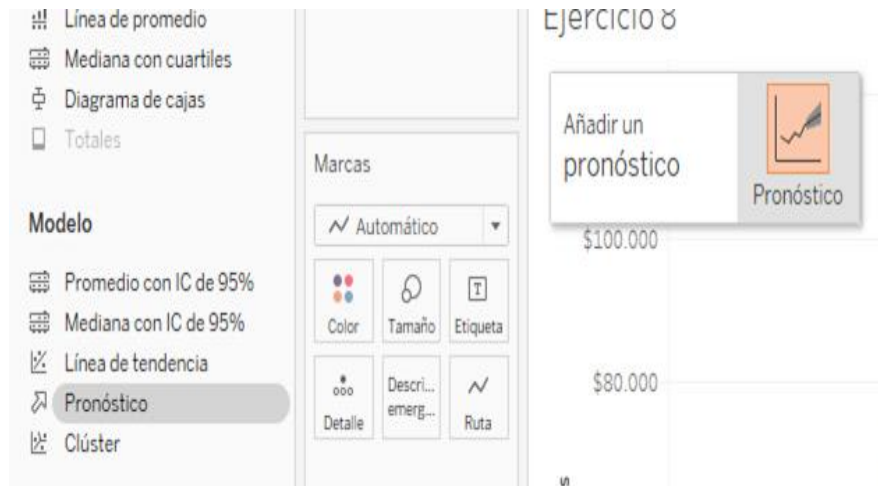 Línea de promedio
Mediana con cuartiles
Diagrama de cajas
Totales
Modelo
Promedio con IC de 95%
Mediana con IC de 95%
Línea de tendencia
Pronóstico
Clúster
Marcas
Automático
Color
Tamaño
T
Etiqueta
Detalle
Descri...
emerg...
Ruta
Ejercicio 8
Añadir un
pronóstico
Pronóstico
$100.000
$80.000